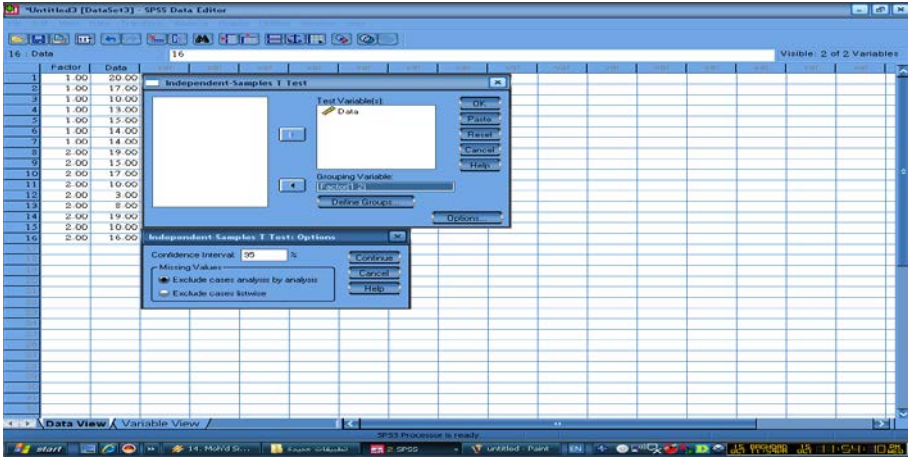 *Untitled3 [DataSet3] - SPSS Data Editor
16 : Data 16 Visible: 2 of 2 Variables
Factor Data
1 1.00 20.00
2 1.00 17.00
3 1.00 10.00
4 1.00 13.00
5 1.00 15.00
6 1.00 14.00
7 1.00 14.00
8 2.00 19.00
9 2.00 15.00
10 2.00 17.00
11 2.00 10.00
12 2.00 3.00
13 2.00 8.00
14 2.00 19.00
15 2.00 10.00
16 2.00 16.00
Independent-Samples T Test
Test Variable(s):
Data
Grouping Variable:
Factor(1 2)
Define Groups...
OK
Paste
Reset
Cancel
Help
Options...
Independent-Samples T Test: Options
Confidence Interval: 95 %
Missing Values
Exclude cases analysis by analysis
Exclude cases listwise
Continue
Cancel
Help
Data View Variable View
SPSS Processor is ready
start 14. Moh'd S... 2 SPSS untitled - Paint EN